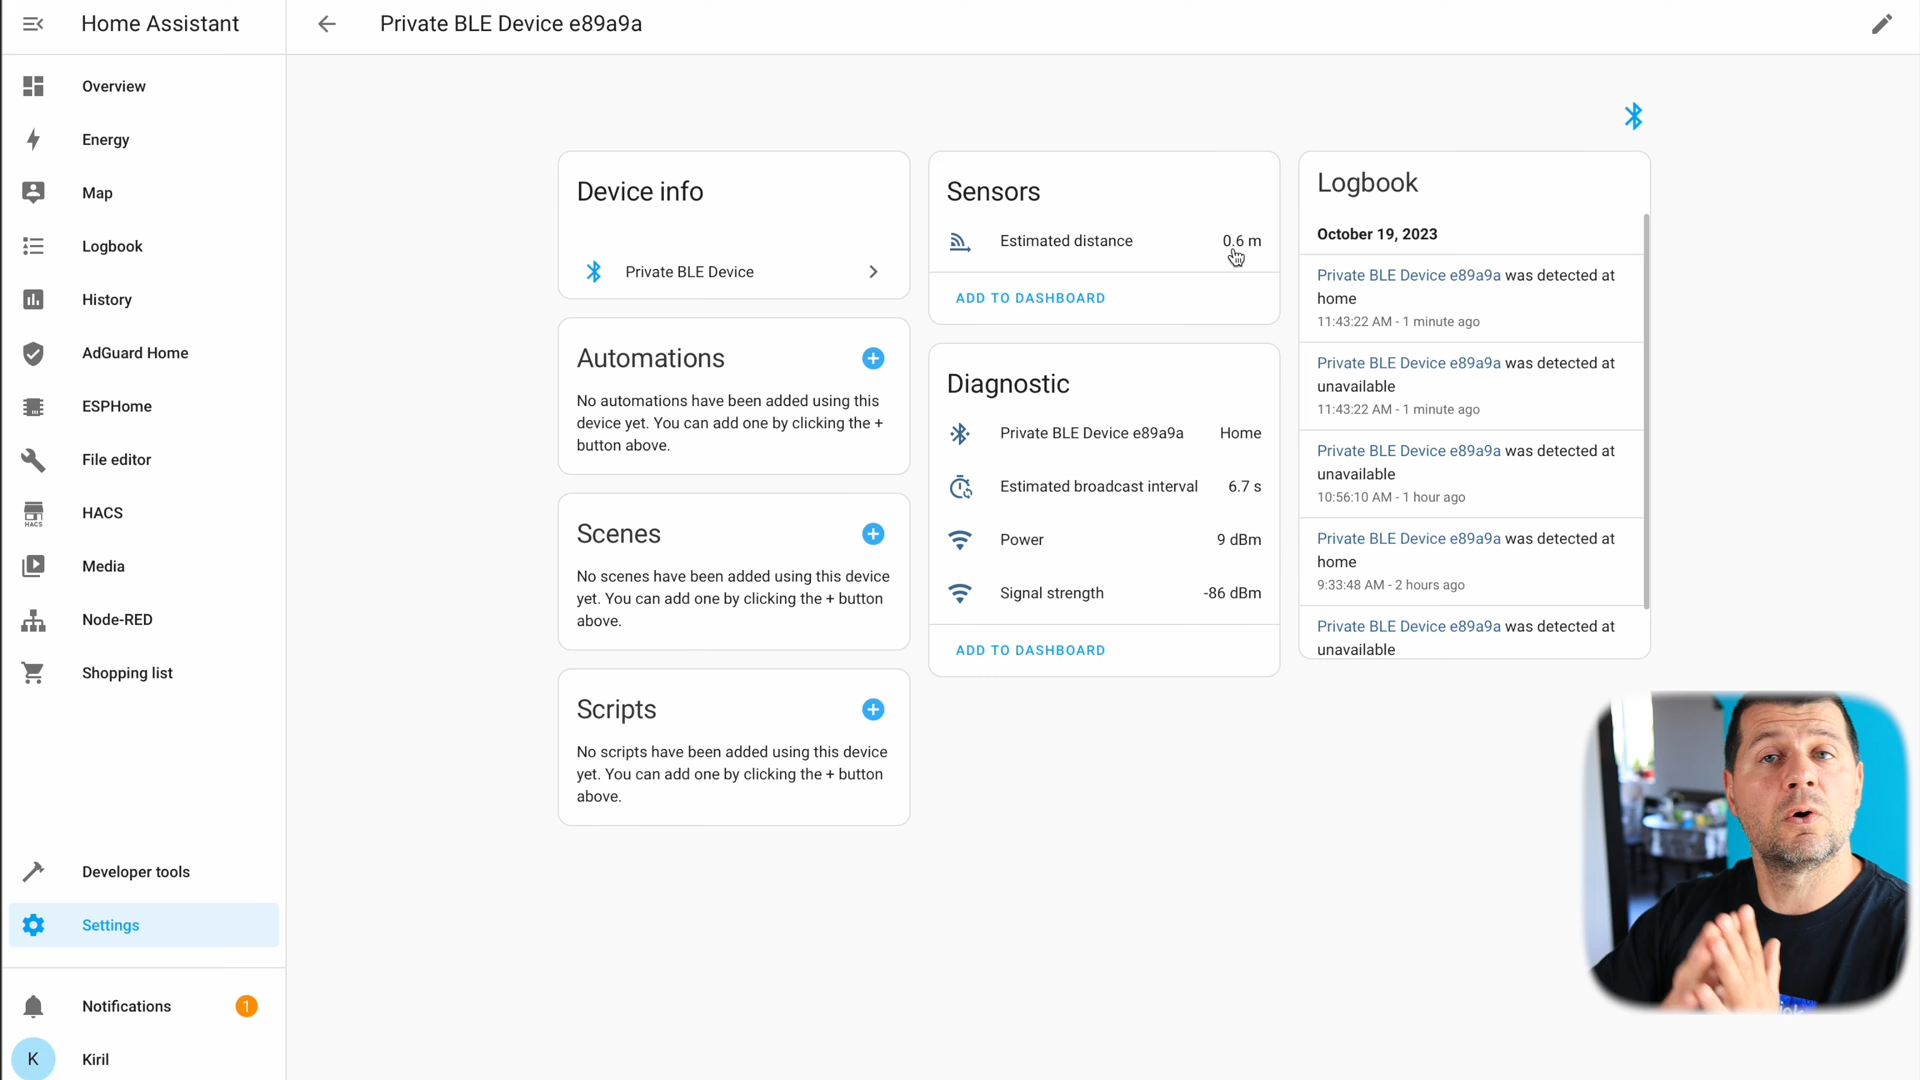 Home Assistant
Private BLE Device e89a9a
Overview
Energy
Map
Logbook
History
AdGuard Home
ESPHome
File editor
HACS
HACS
Media
Node-RED
Shopping list
Developer tools
Settings
Notifications
1
K
Kiril
Device info
Private BLE Device
Automations
No automations have been added using this
device yet. You can add one by clicking the +
button above.
Scenes
No scenes have been added using this device
yet. You can add one by clicking the + button
above.
Scripts
No scripts have been added using this device
yet. You can add one by clicking the + button
above.
Sensors
Estimated distance 0.6 m
ADD TO DASHBOARD
Diagnostic
Private BLE Device e89a9a Home
Estimated broadcast interval 6.7 s
Power 9 dBm
Signal strength -86 dBm
ADD TO DASHBOARD
Logbook
October 19, 2023
Private BLE Device e89a9a was detected at
home
11:43:22 AM - 1 minute ago
Private BLE Device e89a9a was detected at
unavailable
11:43:22 AM - 1 minute ago
Private BLE Device e89a9a was detected at
unavailable
10:56:10 AM - 1 hour ago
Private BLE Device e89a9a was detected at
home
9:33:48 AM - 2 hours ago
Private BLE Device e89a9a was detected at
unavailable